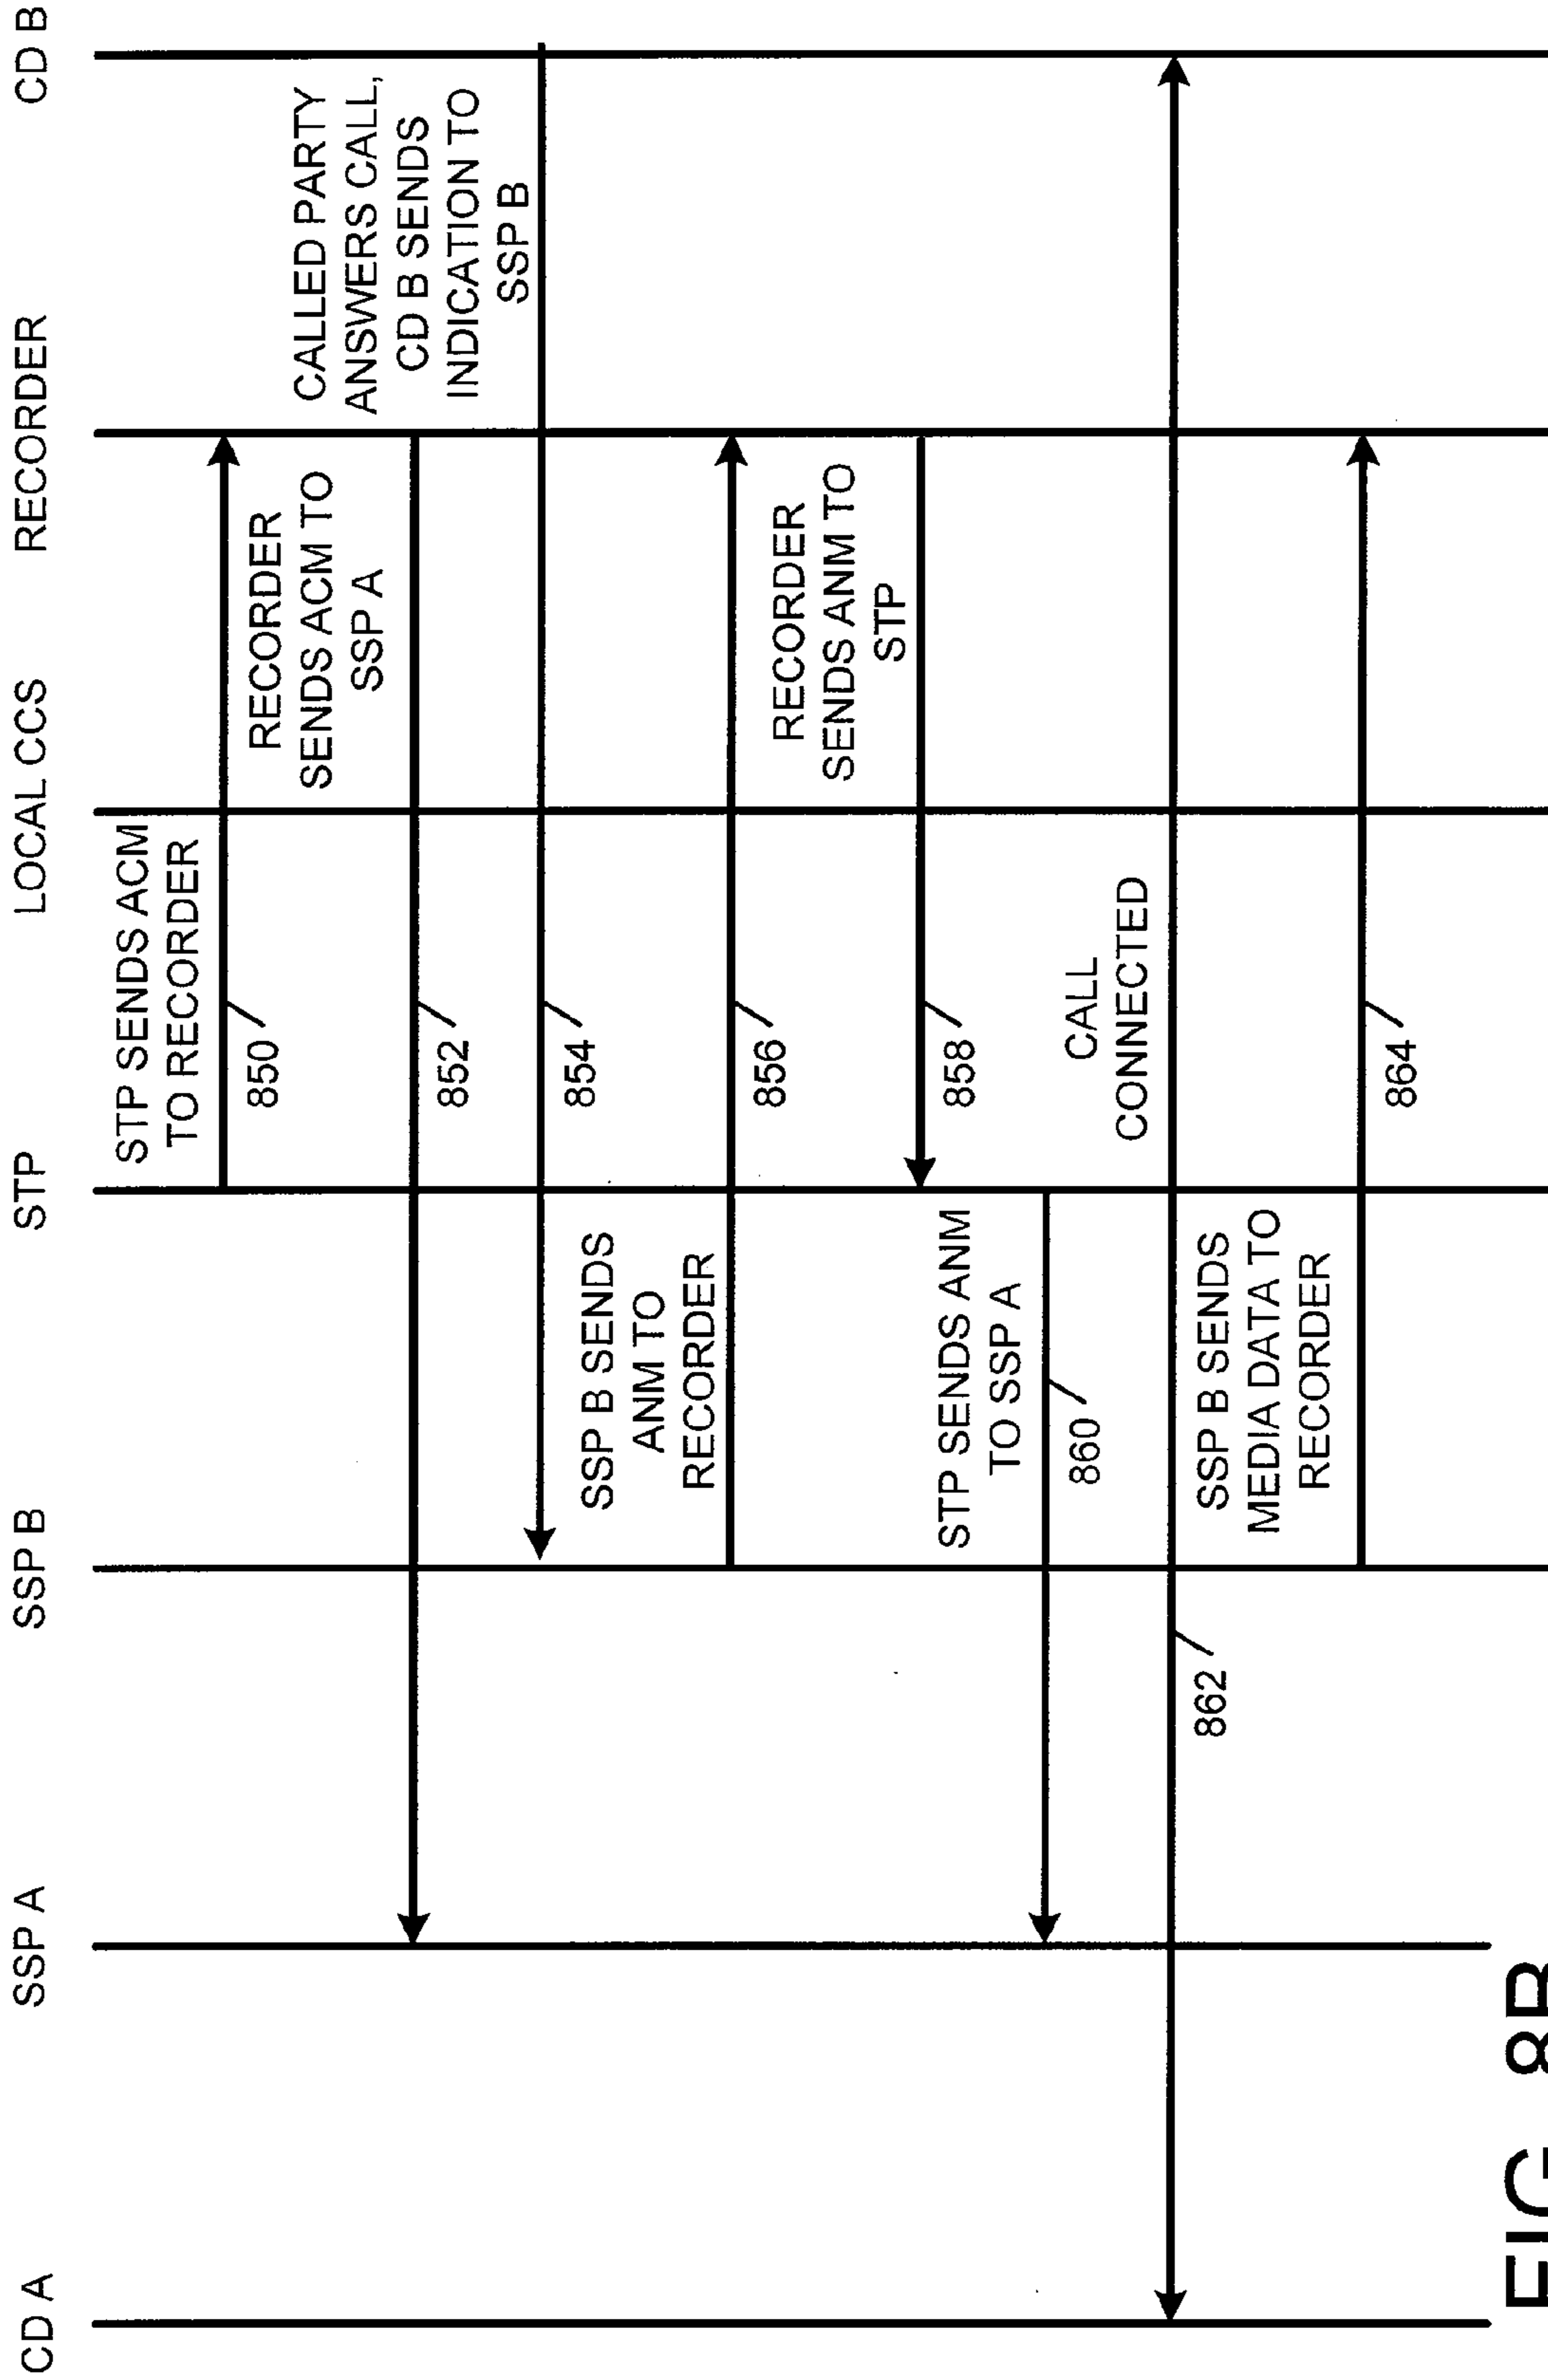 CD A
SSP A
SSP B
STP
LOCAL CCS
RECORDER
CD B
STP SENDS ACM
TO RECORDER
850
RECORDER
SENDS ACM TO
SSP A
852
CALLED PARTY
ANSWERS CALL,
CD B SENDS
INDICATION TO
SSP B
854
SSP B SENDS
ANM TO
RECORDER
856
RECORDER
SENDS ANM TO
STP
858
STP SENDS ANM
TO SSP A
860
CALL
CONNECTED
862
SSP B SENDS
MEDIA DATA TO
RECORDER
864
FIG. 8B